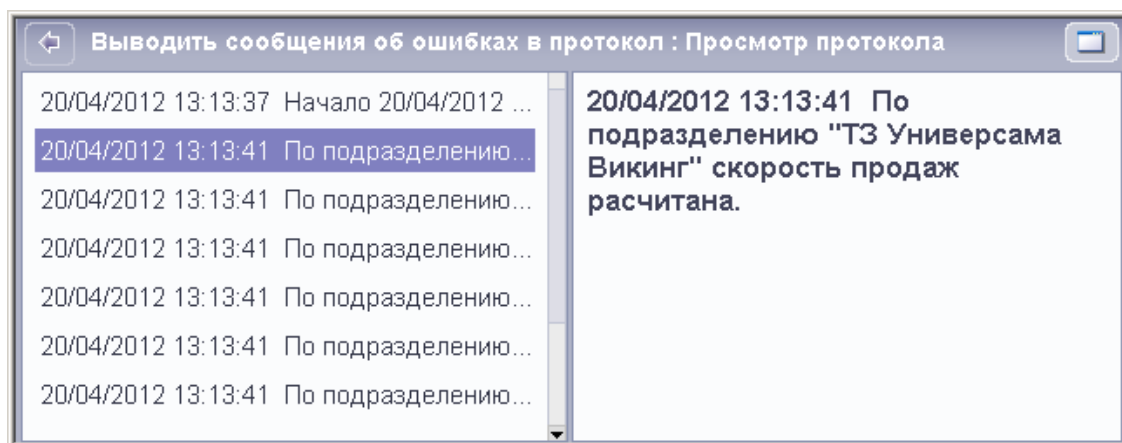 Выводить сообщения об ошибках в протокол : Просмотр протокола
20/04/2012 13:13:37 Начало 20/04/2012 ...
20/04/2012 13:13:41 По подразделению...
20/04/2012 13:13:41 По подразделению...
20/04/2012 13:13:41 По подразделению...
20/04/2012 13:13:41 По подразделению...
20/04/2012 13:13:41 По подразделению...
20/04/2012 13:13:41 По подразделению...
20/04/2012 13:13:41 По
подразделению "ТЗ Универсама
Викинг" скорость продаж
расчитана.